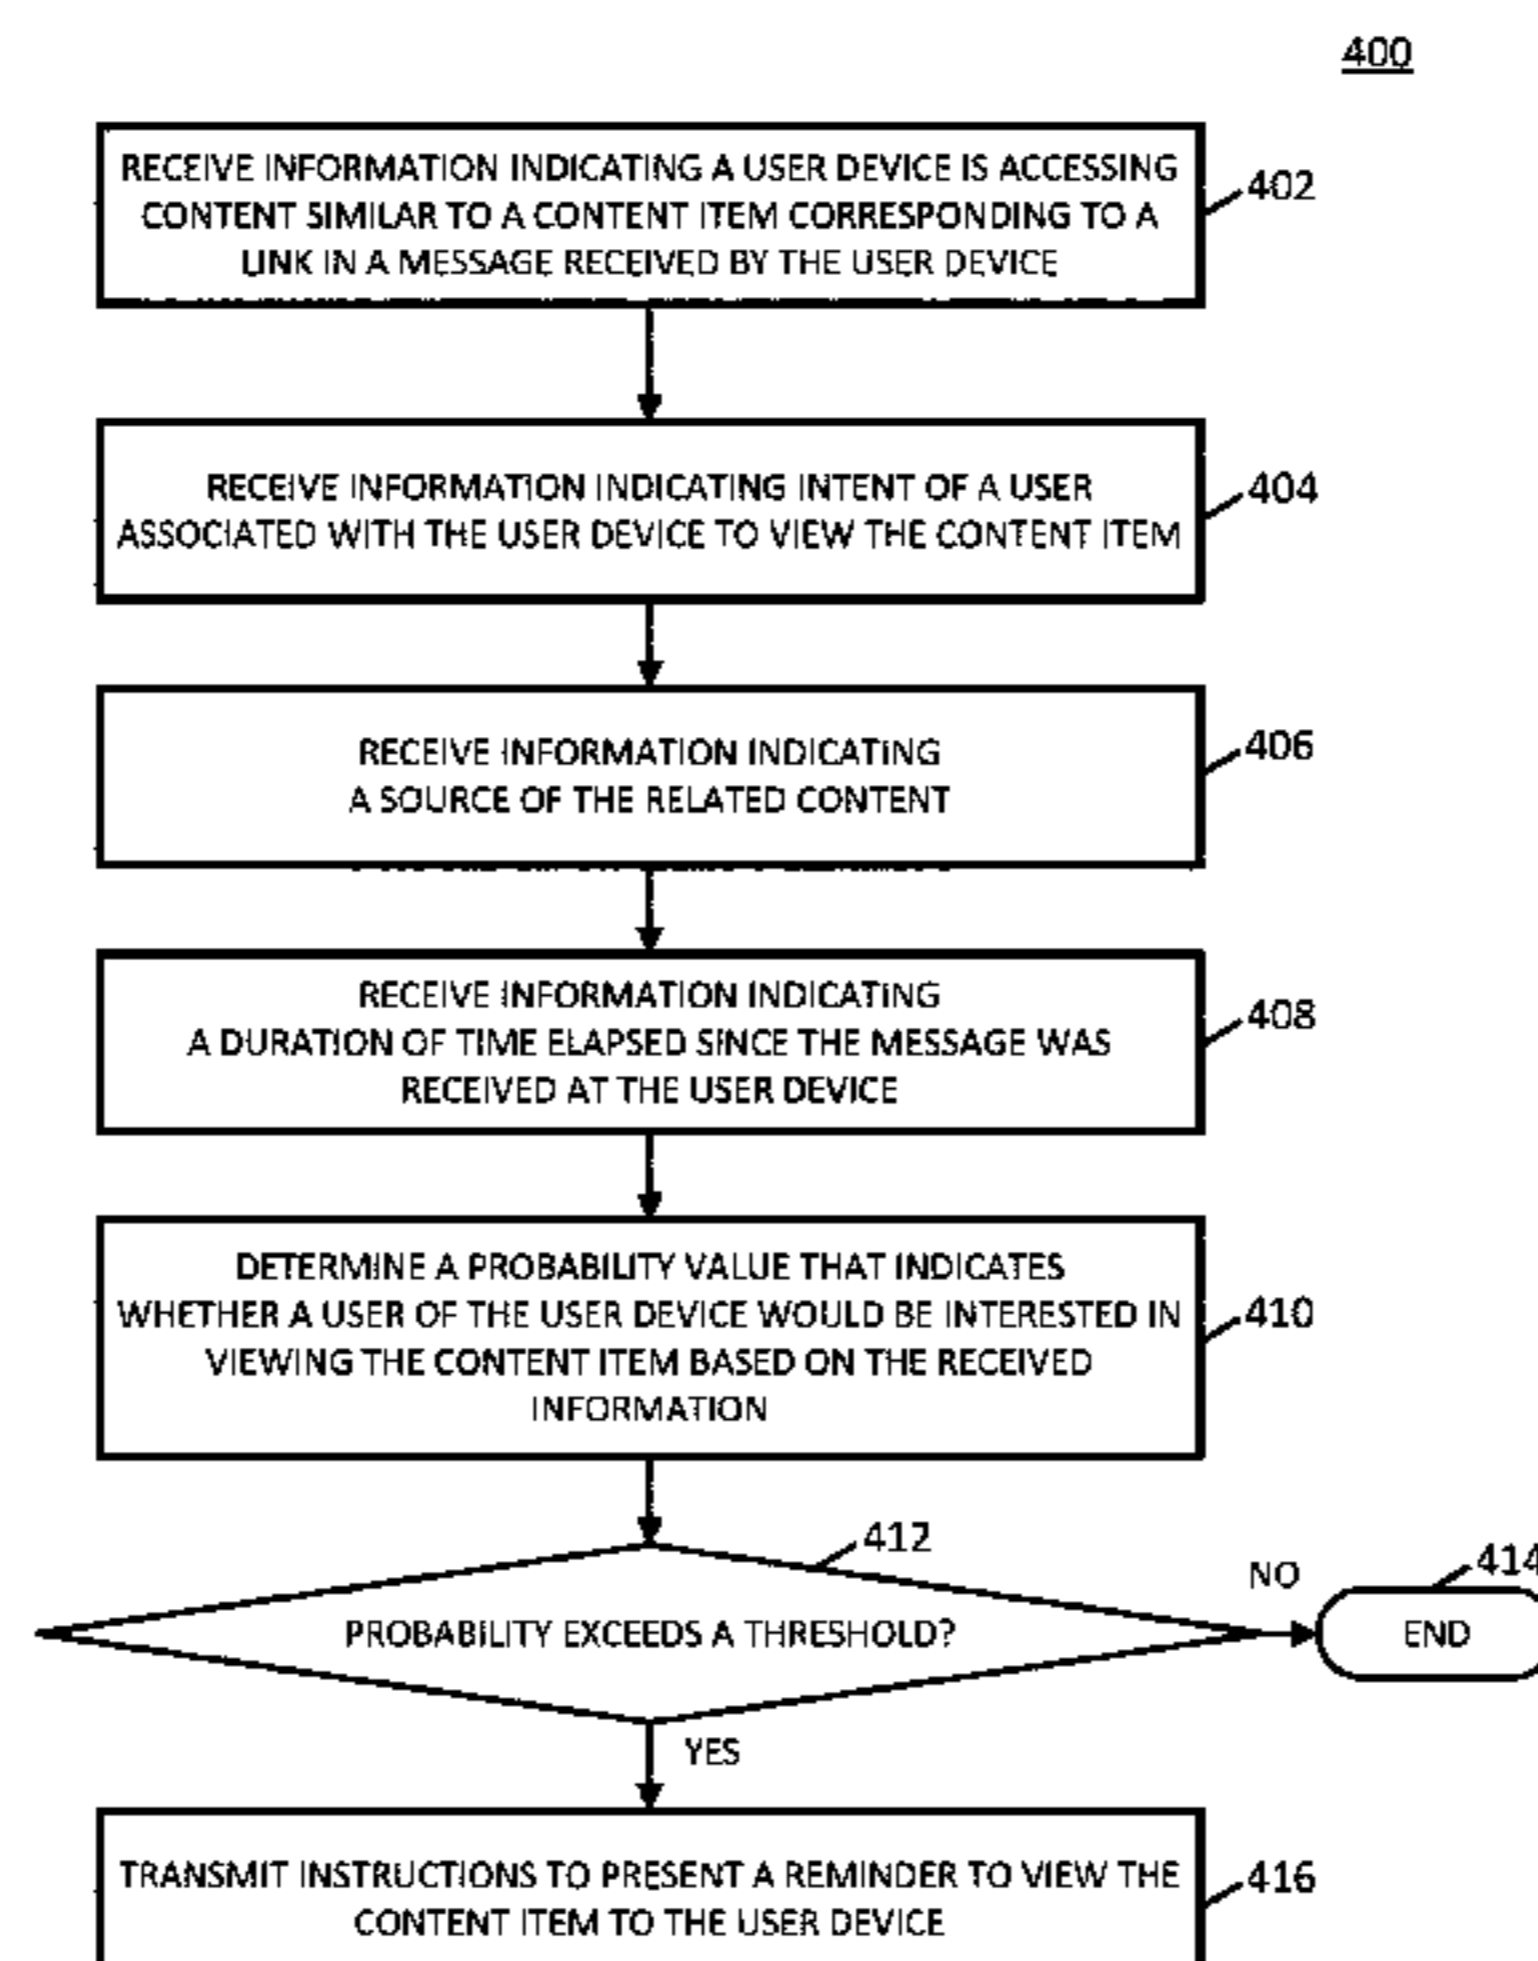 400
RECEIVE INFORMATION INDICATING A USER DEVICE IS ACCESSING
CONTENT SIMILAR TO A CONTENT ITEM CORRESPONDING TO A
LINK IN A MESSAGE RECEIVED BY THE USER DEVICE
402
RECEIVE INFORMATION INDICATING INTENT OF A USER
ASSOCIATED WITH THE USER DEVICE TO VIEW THE CONTENT ITEM
404
RECEIVE INFORMATION INDICATING
A SOURCE OF THE RELATED CONTENT
406
RECEIVE INFORMATION INDICATING
A DURATION OF TIME ELAPSED SINCE THE MESSAGE WAS
RECEIVED AT THE USER DEVICE
408
DETERMINE A PROBABILITY VALUE THAT INDICATES
WHETHER A USER OF THE USER DEVICE WOULD BE INTERESTED IN
VIEWING THE CONTENT ITEM BASED ON THE RECEIVED
INFORMATION
410
412
PROBABILITY EXCEEDS A THRESHOLD?
NO
414
END
YES
TRANSMIT INSTRUCTIONS TO PRESENT A REMINDER TO VIEW THE
CONTENT ITEM TO THE USER DEVICE
416